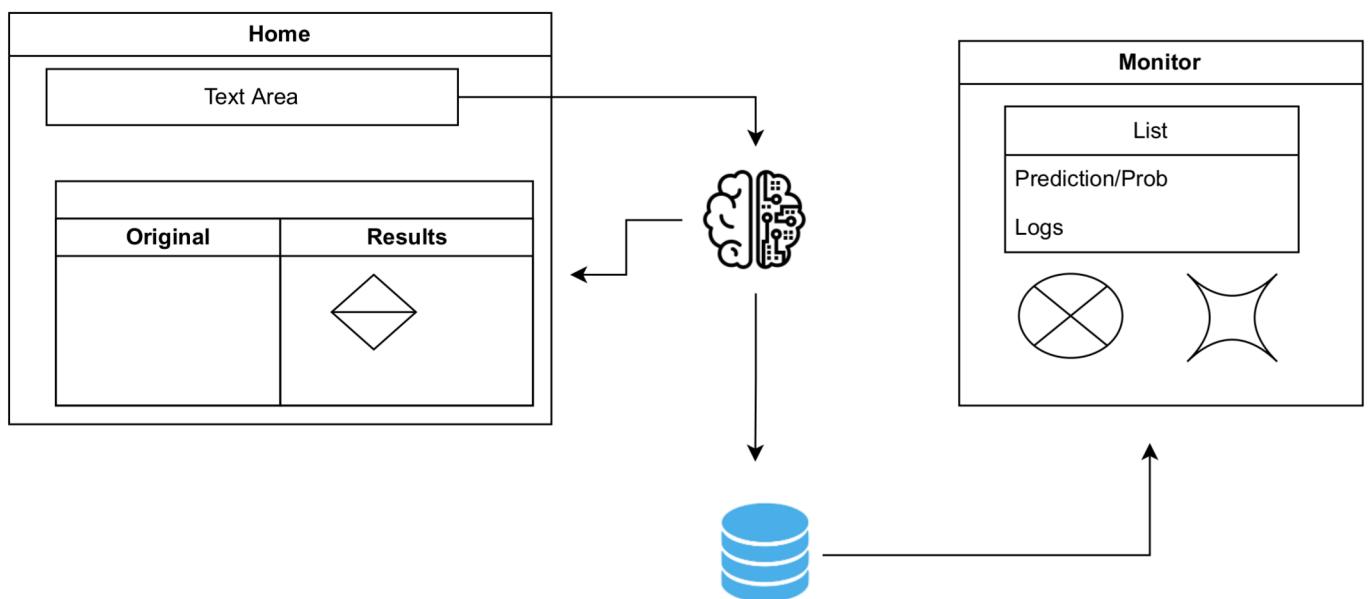 Home
Text Area
Original
Results
Monitor
List
Prediction/Prob
Logs